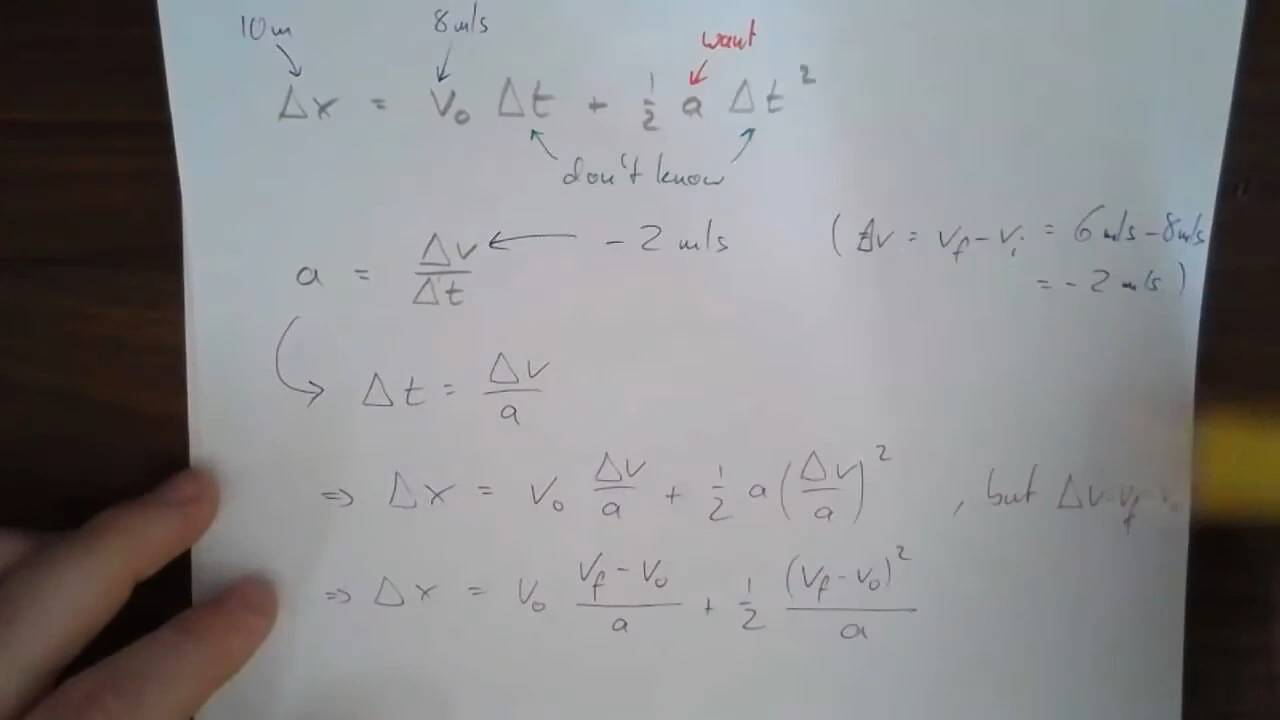 10m 8m/s want
Δx = v₀ Δt + 1/2 a Δt²
don't know
a = Δv/Δt ← -2 m/s (Δv = v_f - v_i = 6m/s - 8m/s
= -2 m/s)
Δt = Δv/a
⇒ Δx = v₀ Δv/a + 1/2 a (Δv/a)² , but Δv
⇒ Δx = v₀ (v_f - v₀)/a + 1/2 (v_f - v₀)²/a